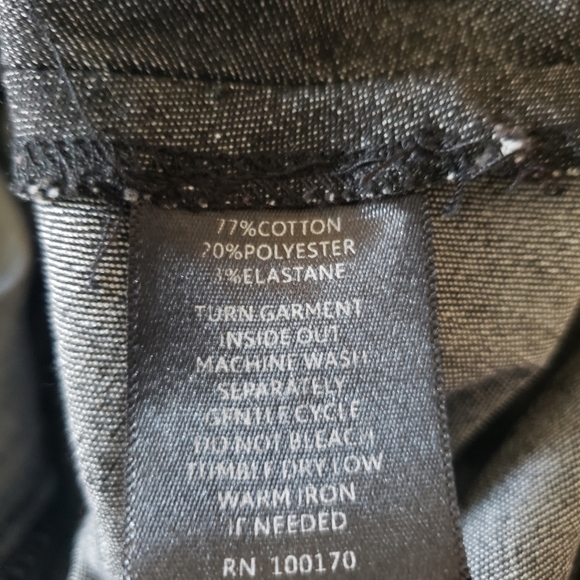 77%COTTON
20%POLYESTER
3%ELASTANE
TURN GARMENT
INSIDE OUT
MACHINE WASH
SEPARATELY
GENTLE CYCLE
DO NOT BLEACH
TUMBLE DRY LOW
WARM IRON
IF NEEDED
RN 100170